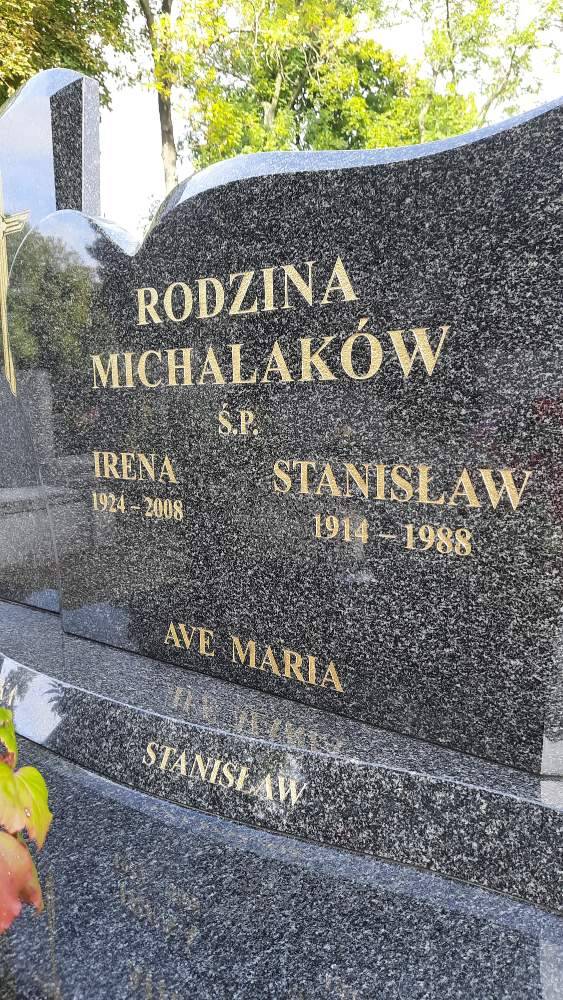 RODZINA
MICHALAKÓW
Ś.P.
IRENA
1924 – 2008
STANISŁAW
1914 – 1988
AVE MARIA
STANISŁAW